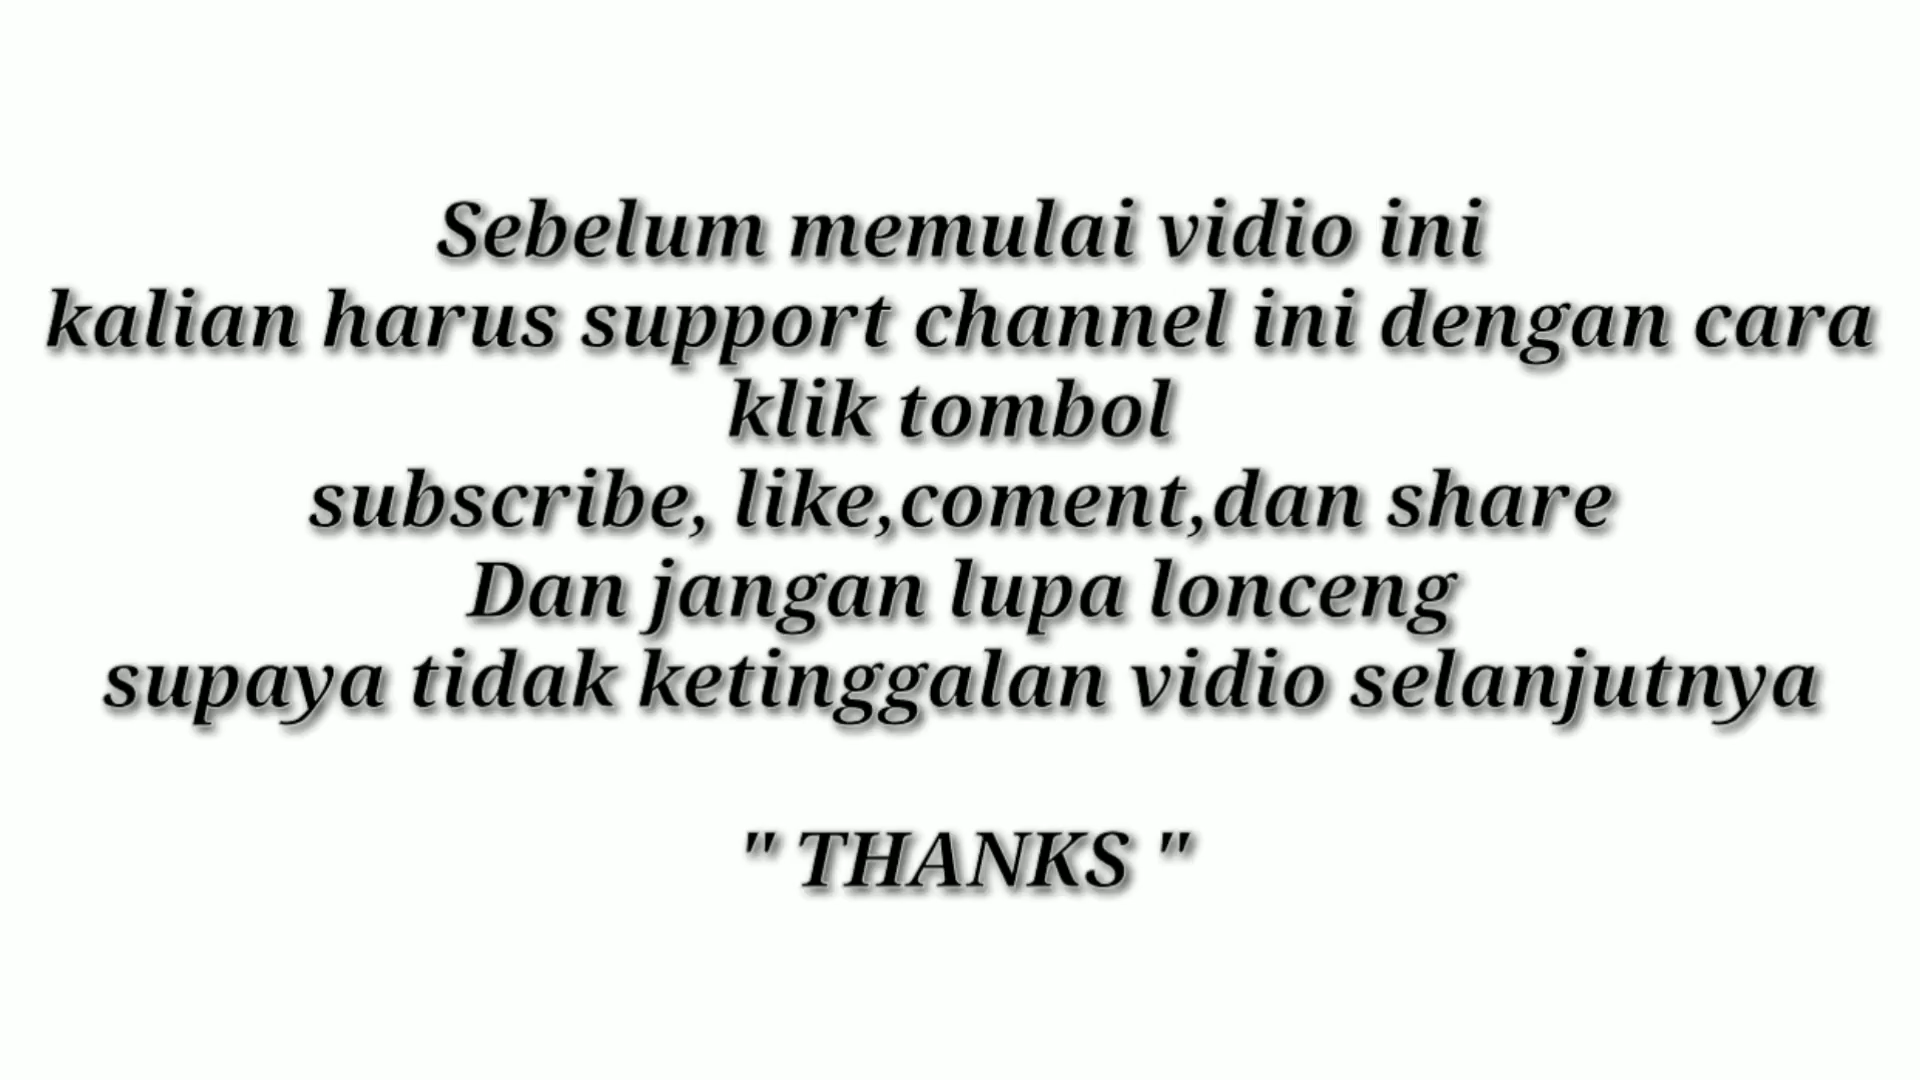 Sebelum memulai vidio ini
kalian harus support channel ini dengan cara
klik tombol
subscribe, like,coment,dan share
Dan jangan lupa lonceng
supaya tidak ketinggalan vidio selanjutnya
" THANKS "